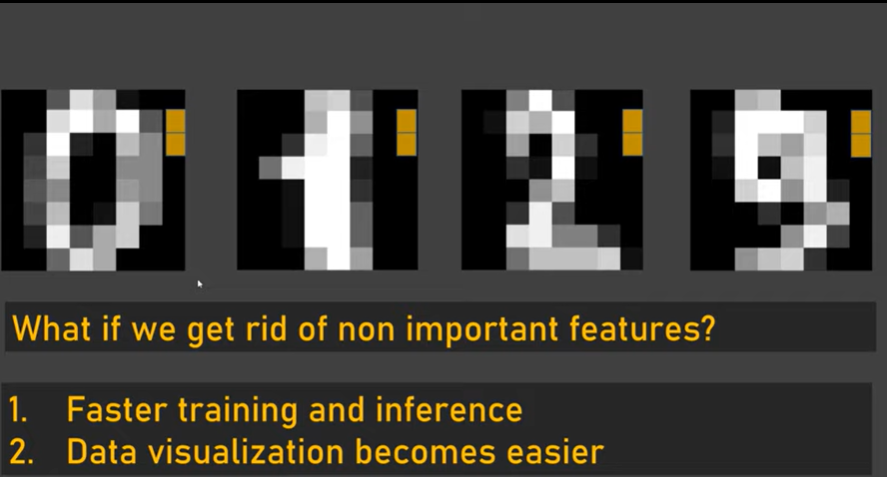 What if we get rid of non important features?
1. Faster training and inference
2. Data visualization becomes easier